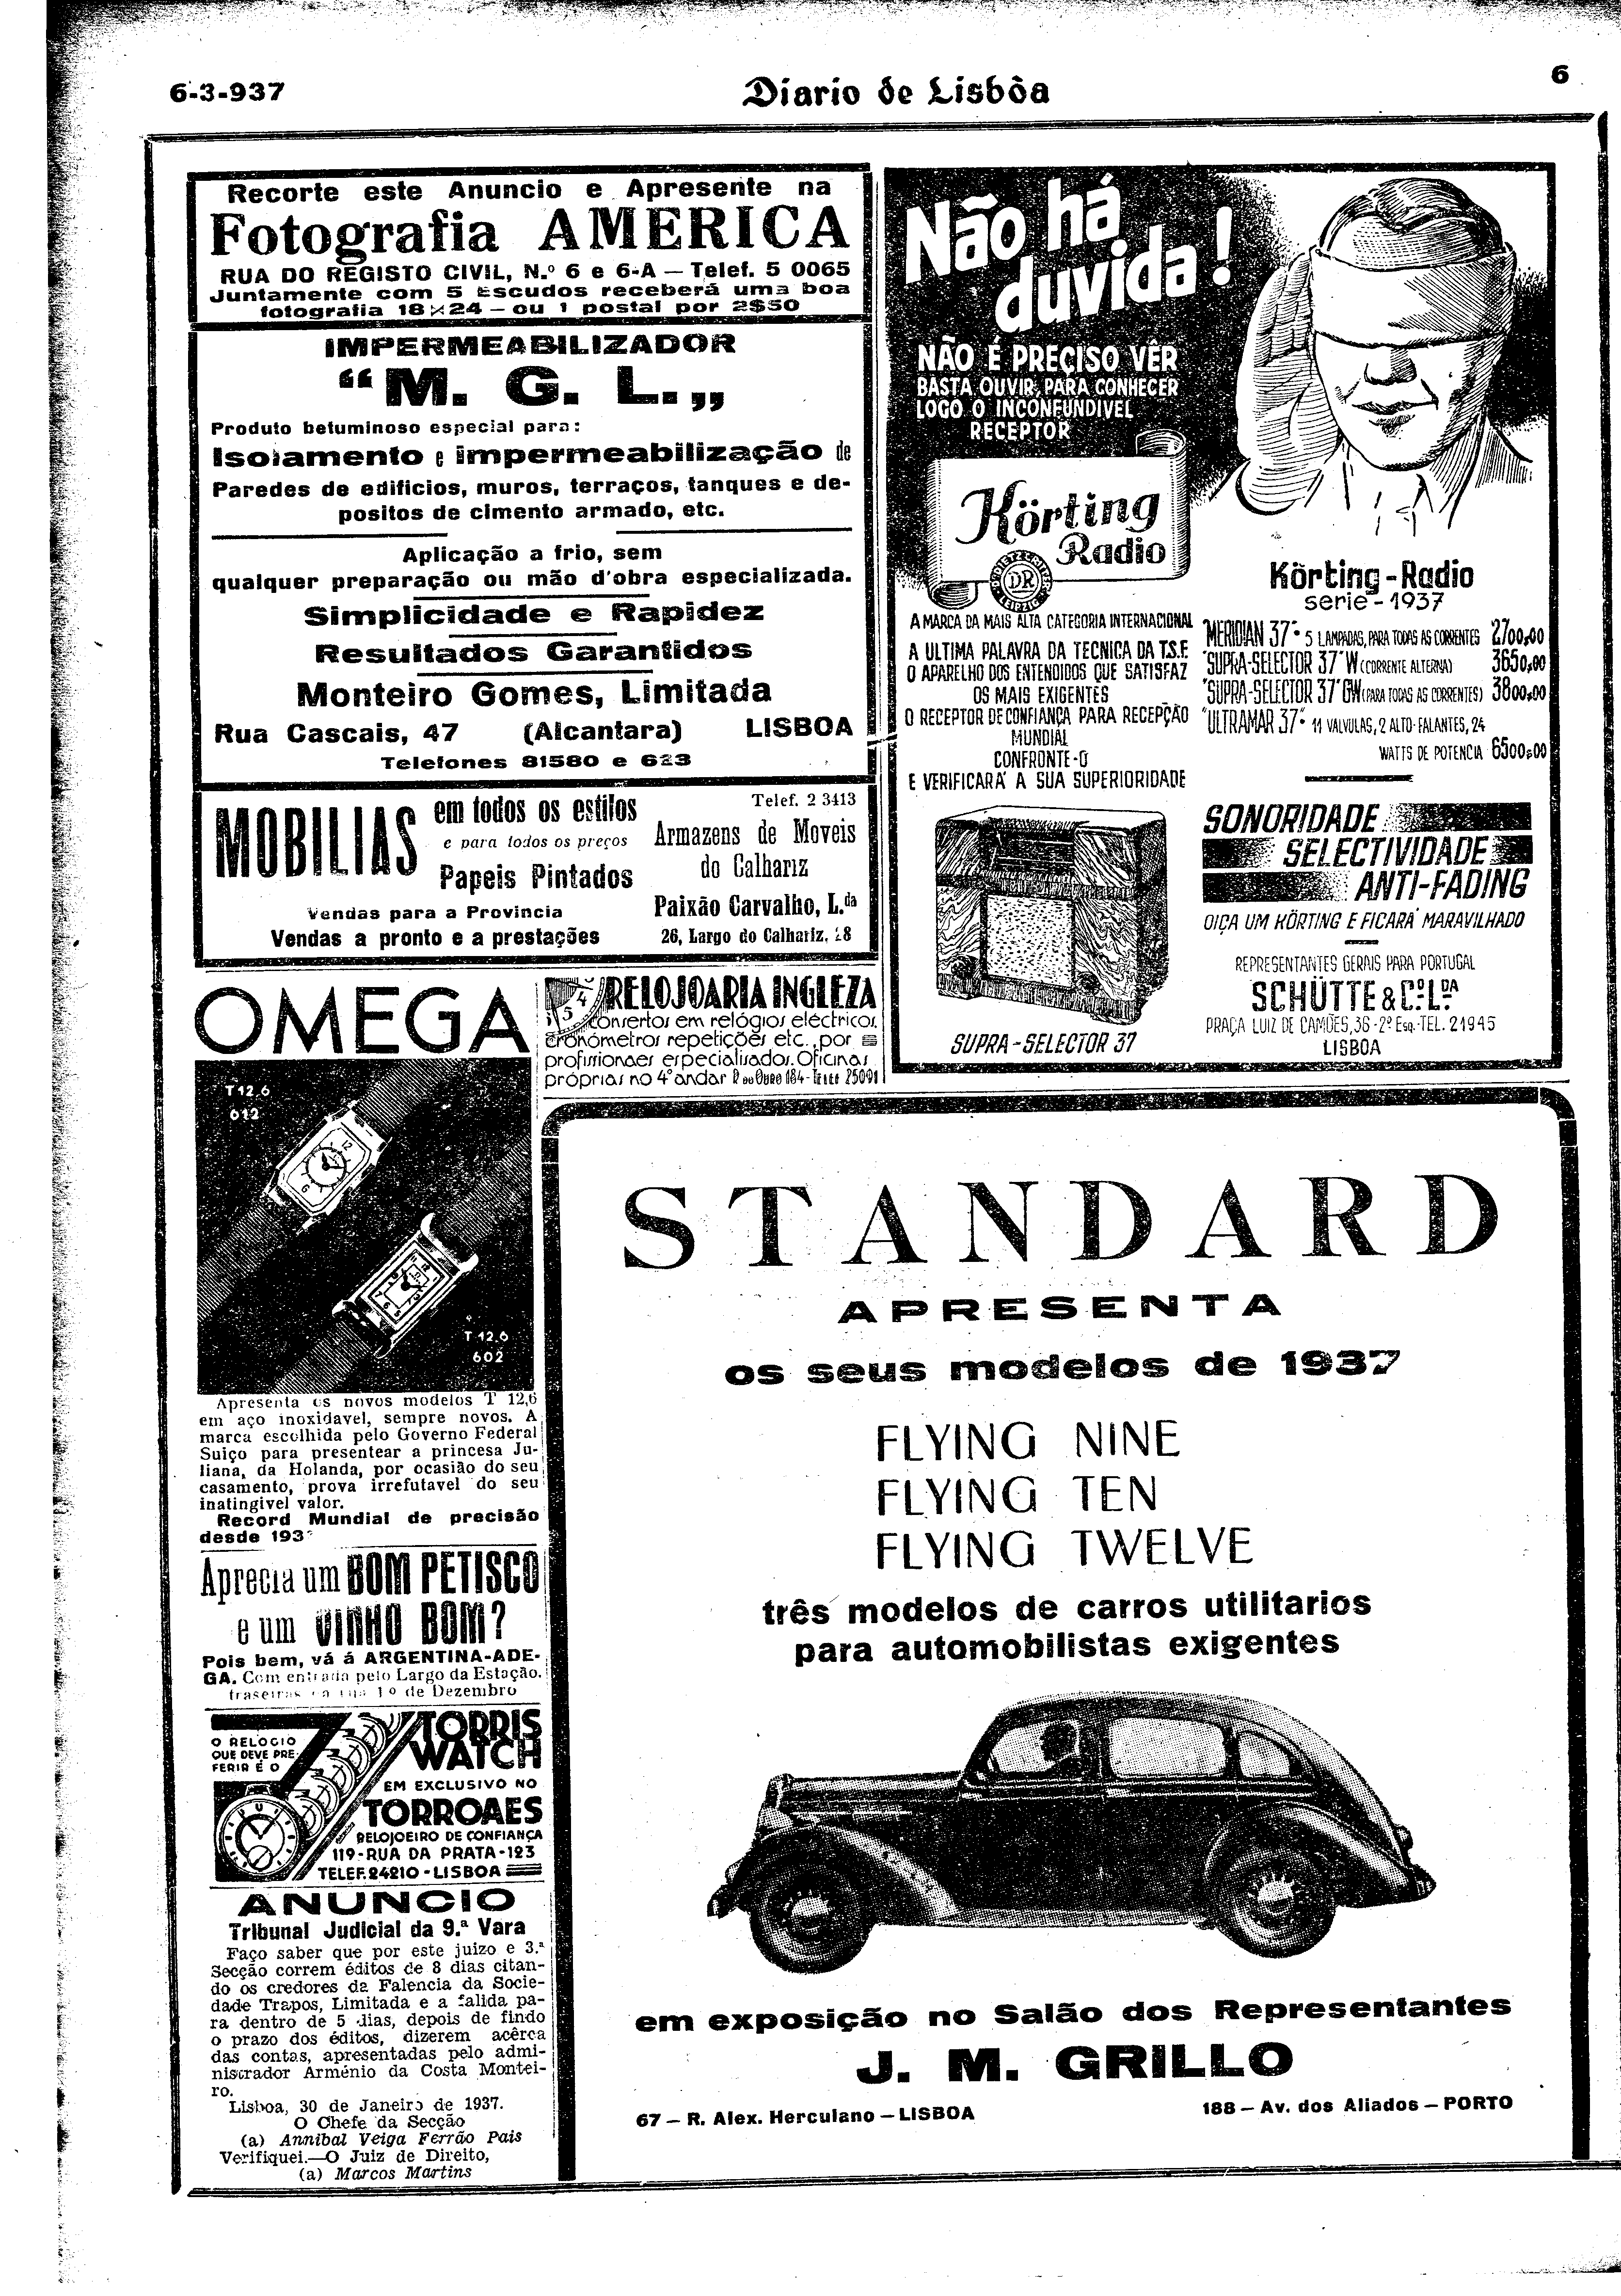 6-3-937
Diario de Lisbôa
6
Recorte este Anuncio e Apresente na
Fotografia AMERICA
RUA DO REGISTO CIVIL, N.º 6 e 6-A — Telef. 5 0065
Juntamente com 5 Escudos receberá uma boa
fotografia 18×24 — ou 1 postal por 2$50
IMPERMEABILIZADOR
“M. G. L.„
Produto betuminoso especial para:
Isolamento e impermeabilização de
Paredes de edificios, muros, terraços, tanques e de-
positos de cimento armado, etc.
Aplicação a frio, sem
qualquer preparação ou mão d'obra especializada.
Simplicidade e Rapidez
Resultados Garantidos
Monteiro Gomes, Limitada
Rua Cascais, 47 (Alcantara) LISBOA
Telefones 81580 e 623
MOBILIAS
em todos os estilos
e para todos os preços
Papeis Pintados
Vendas para a Provincia
Vendas a pronto e a prestações
Telef. 2 3413
Armazens de Moveis
do Calhariz
Paixão Carvalho, L.da
26, Largo do Calhariz, 28
Não há
duvida!
NÃO É PRECISO VER
BASTA OUVIR, PARA CONHECER
LOGO O INCONFUNDIVEL
RECEPTOR
Körting
Radio
DR
LEIPZIG
A MARCA DA MAIS ALTA CATEGORIA INTERNACIONAL
A ULTIMA PALAVRA DA TECNICA DA T.S.F.
O APARELHO DOS ENTENDIDOS QUE SATISFAZ
OS MAIS EXIGENTES
O RECEPTOR DE CONFIANÇA PARA RECEPÇÃO
MUNDIAL
CONFRONTE-O
E VERIFICARA' A SUA SUPERIORIDADE
SUPRA-SELECTOR 37
Körting-Radio
serie-1937
"MERIDIAN 37" 5 LAMPADAS, PARA TODAS AS CORRENTES 2700,00
"SUPRA-SELECTOR 37" W (CORRENTE ALTERNA) 3650,00
"SUPRA-SELECTOR 37" GW (PARA TODAS AS CORRENTES) 3800,00
"ULTRAMAR 37" 11 VALVULAS, 2 ALTO-FALANTES, 24
WATTS DE POTENCIA 6500,00
SONORIDADE
SELECTIVIDADE
ANTI-FADING
OIÇA UM KÖRTING E FICARA' MARAVILHADO
REPRESENTANTES GERAIS PARA PORTUGAL
SCHÜTTE & Cº. LDA
PRAÇA LUIZ DE CAMÕES, 36-2º Esq.-TEL. 21945
LISBOA
OMEGA
T 12.6
612
T 12.6
602
Apresenta os novos modelos T 12,6
em aço inoxidavel, sempre novos. A
marca escolhida pelo Governo Federal
Suiço para presentear a princesa Ju-
liana, da Holanda, por ocasião do seu
casamento, prova irrefutavel do seu
inatingivel valor.
Record Mundial de precisão
desde 193
RELOJOARIA INGLEZA
Consertos em relógios eléctricos,
cronómetros repetições etc., por
profissionaes especialisados. Oficinas
próprias no 4º andar R do Ouro 184-Telef 25091
Aprecia um BOM PETISCO
e um VINHO BOM?
Pois bem, vá á ARGENTINA-ADE-
GA. Com entrada pelo Largo da Estação.
traseiras rua 1º de Dezembro
O RELOGIO
QUE DEVE PRE-
FERIR É O
TORRIS
WATCH
EM EXCLUSIVO NO
TORROAES
RELOJOEIRO DE CONFIANÇA
119-RUA DA PRATA-123
TELEF. 24210-LISBOA
ANUNCIO
Tribunal Judicial da 9.ª Vara
Faço saber que por este juizo e 3.ª
Secção correm éditos de 8 dias citan-
do os credores da Falencia da Socie-
dade Trapos, Limitada e a falida pa-
ra dentro de 5 dias, depois de findo
o prazo dos éditos, dizerem acêrca
das contas, apresentadas pelo admi-
nistrador Arménio da Costa Montei-
ro.
Lisboa, 30 de Janeiro de 1937.
O Chefe da Secção
(a) Annibal Veiga Ferrão Pais
Verifiquei.—O Juiz de Direito,
(a) Marcos Martins
STANDARD
APRESENTA
os seus modelos de 1937
FLYING NINE
FLYING TEN
FLYING TWELVE
três modelos de carros utilitarios
para automobilistas exigentes
em exposição no Salão dos Representantes
J. M. GRILLO
67 — R. Alex. Herculano — LISBOA
188 — Av. dos Aliados — PORTO